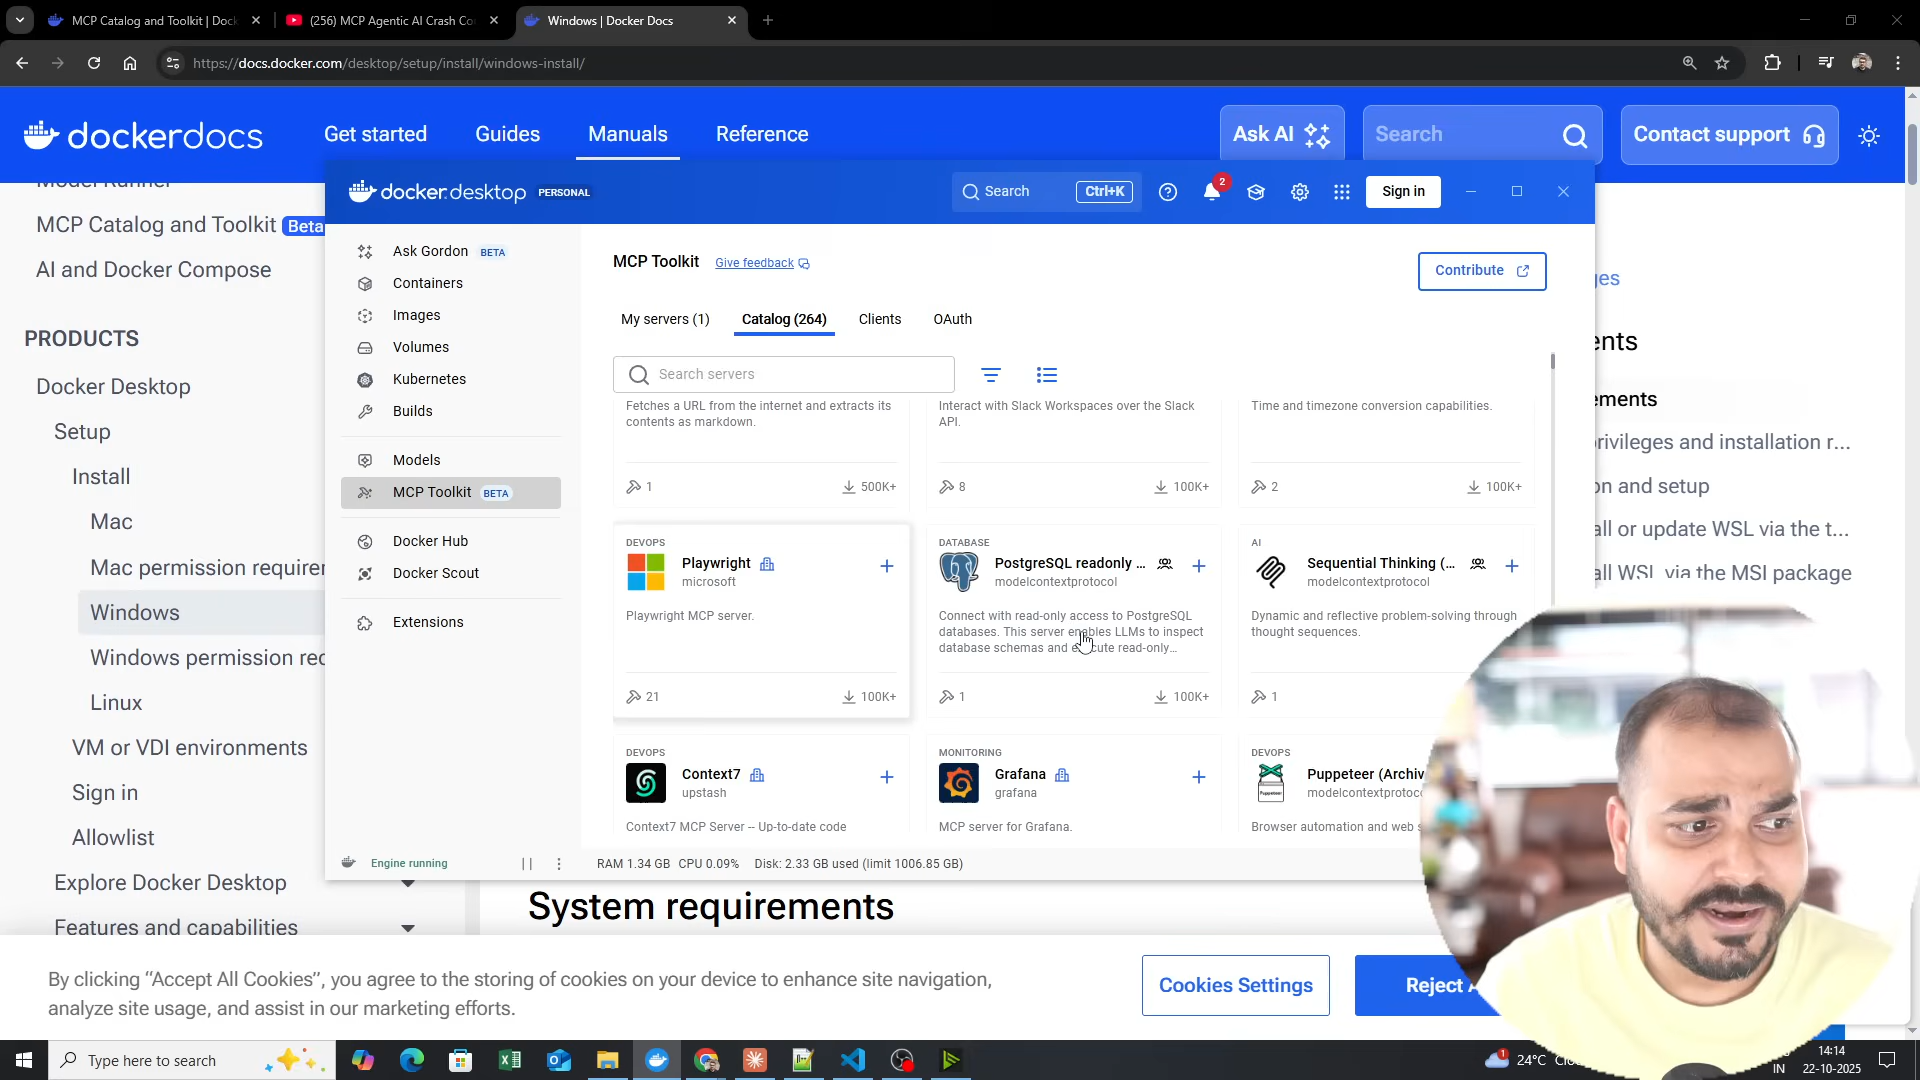 MCP Catalog and Toolkit | Dock
(256) MCP Agentic AI Crash Co
Windows | Docker Docs
https://docs.docker.com/desktop/setup/install/windows-install/
dockerdocs
Get started
Guides
Manuals
Reference
Ask AI
Search
Contact support
MCP Catalog and Toolkit Beta
AI and Docker Compose
PRODUCTS
Docker Desktop
Setup
Install
Mac
Mac permission requirer
Windows
Windows permission rec
Linux
VM or VDI environments
Sign in
Allowlist
Explore Docker Desktop
Features and capabilities
docker.desktop PERSONAL
Search Ctrl+K
2
Sign in
Ask Gordon BETA
Containers
Images
Volumes
Kubernetes
Builds
Models
MCP Toolkit BETA
Docker Hub
Docker Scout
Extensions
MCP Toolkit Give feedback
Contribute
My servers (1)
Catalog (264)
Clients
OAuth
Search servers
Fetches a URL from the internet and extracts its
contents as markdown.
1 500K+
Interact with Slack Workspaces over the Slack
API.
8 100K+
Time and timezone conversion capabilities.
2 100K+
DEVOPS
Playwright
microsoft
Playwright MCP server.
21 100K+
DATABASE
PostgreSQL readonly ...
modelcontextprotocol
Connect with read-only access to PostgreSQL
databases. This server enables LLMs to inspect
database schemas and execute read-only...
1 100K+
AI
Sequential Thinking (...
modelcontextprotocol
Dynamic and reflective problem-solving through
thought sequences.
1
DEVOPS
Context7
upstash
Context7 MCP Server -- Up-to-date code
MONITORING
Grafana
grafana
MCP server for Grafana.
DEVOPS
Puppeteer (Archiv
modelcontextprotoco
Browser automation and web s
Engine running
RAM 1.34 GB CPU 0.09% Disk: 2.33 GB used (limit 1006.85 GB)
ges
ents
ements
rivileges and installation r...
on and setup
all or update WSL via the t...
all WSL via the MSI package
System requirements
By clicking “Accept All Cookies”, you agree to the storing of cookies on your device to enhance site navigation,
analyze site usage, and assist in our marketing efforts.
Cookies Settings
Reject
Type here to search
1
24°C
IN
14:14
22-10-2025